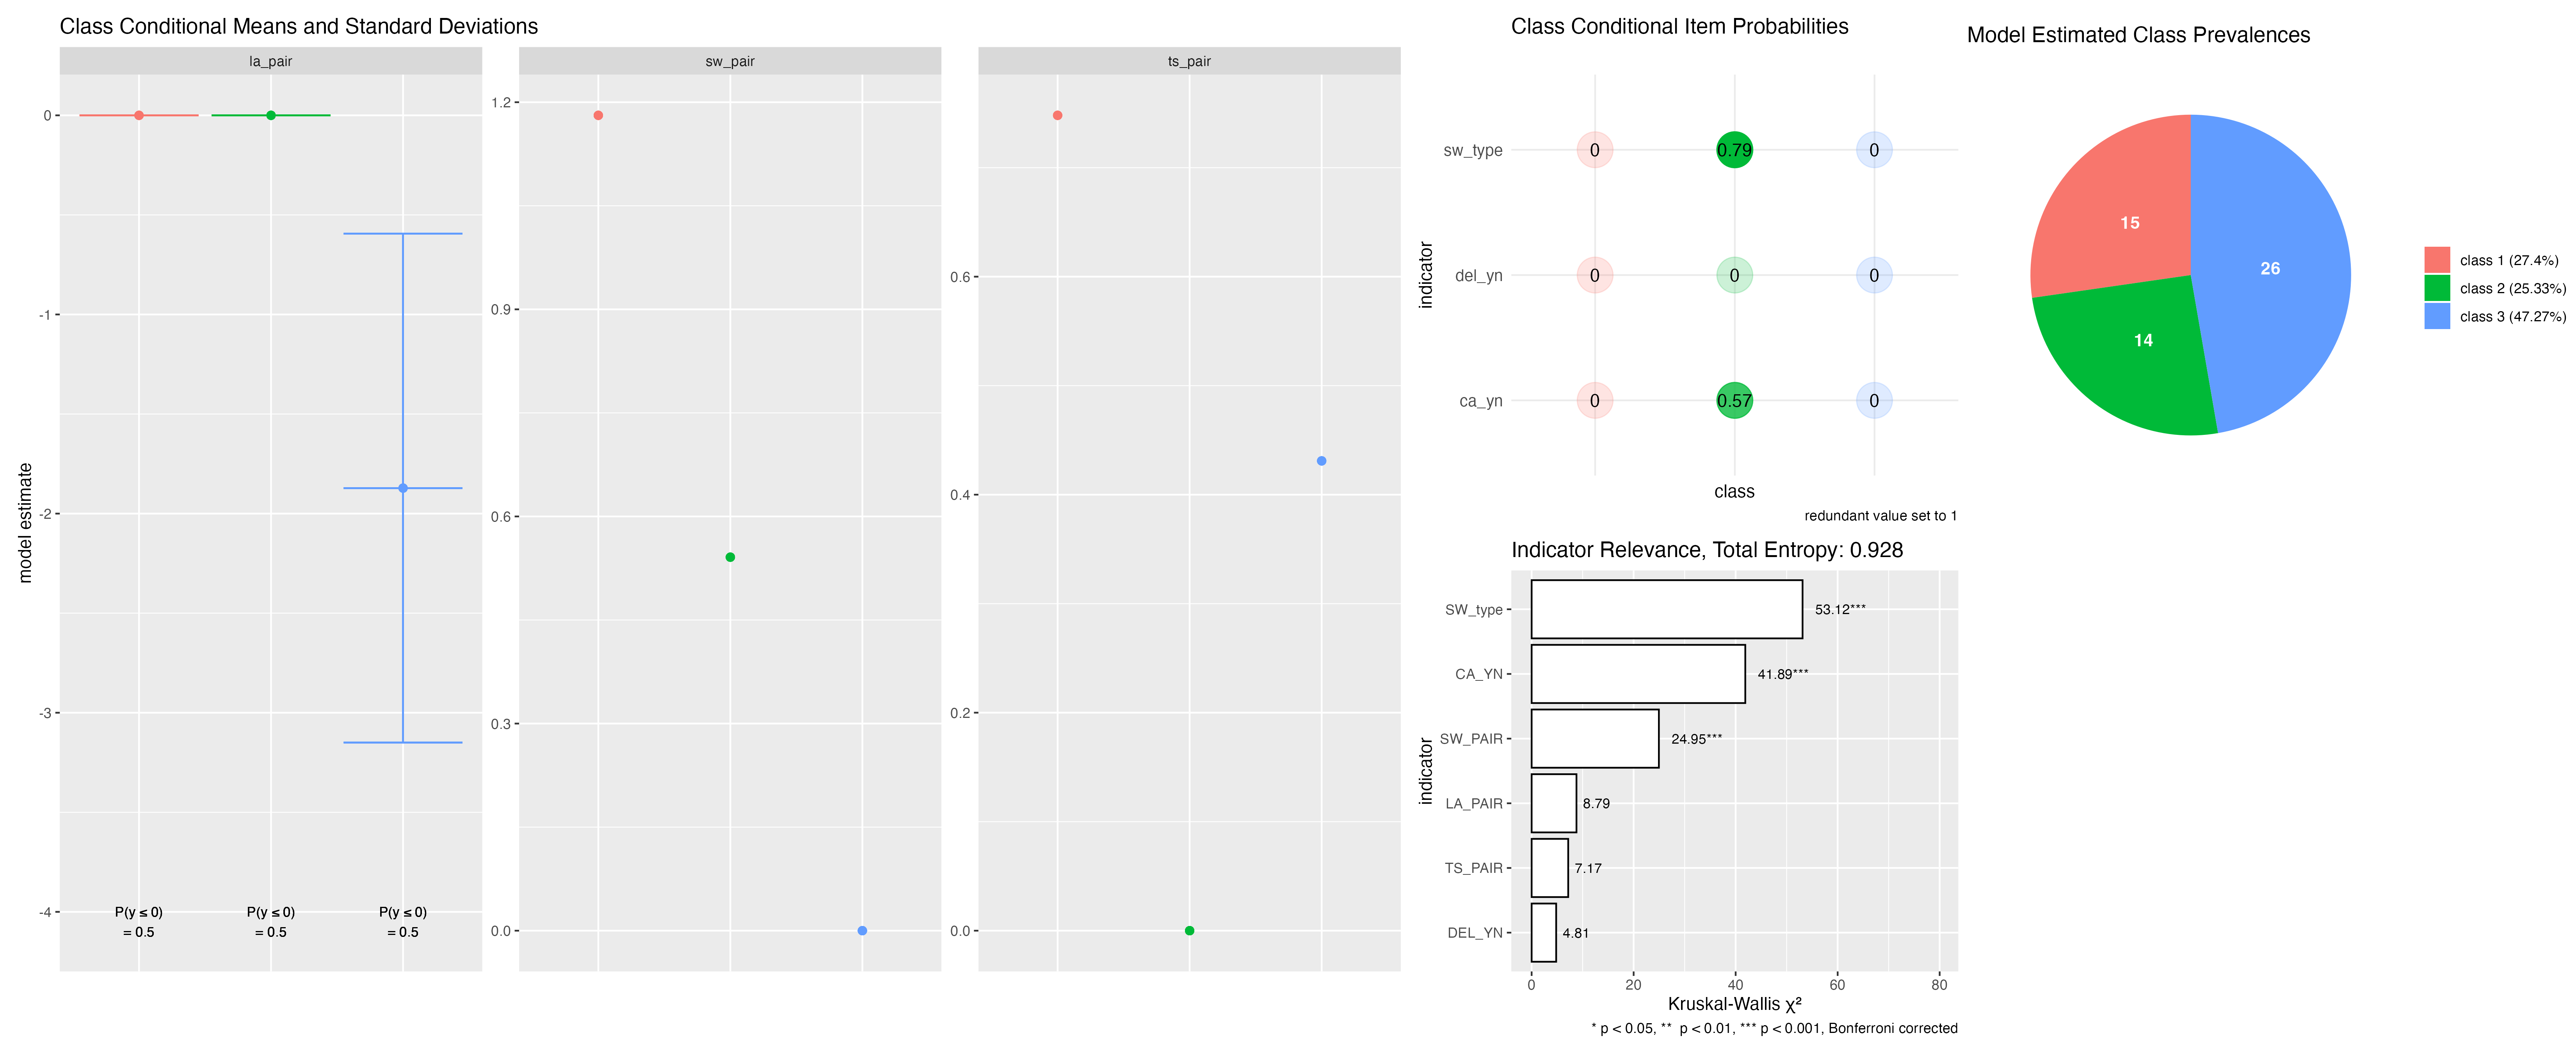 Class Conditional Means and Standard Deviations
la_pair
sw_pair
ts_pair
model estimate
0
-1
-2
-3
-4
P(y ≤ 0)
= 0.5
P(y ≤ 0)
= 0.5
P(y ≤ 0)
= 0.5
1.2
0.9
0.6
0.3
0.0
0.6
0.4
0.2
0.0
Class Conditional Item Probabilities
indicator
sw_type
0
0.79
0
del_yn
0
0
0
ca_yn
0
0.57
0
class
redundant value set to 1
Model Estimated Class Prevalences
15
14
26
class 1 (27.4%)
class 2 (25.33%)
class 3 (47.27%)
Indicator Relevance, Total Entropy: 0.928
indicator
SW_type
53.12***
CA_YN
41.89***
SW_PAIR
24.95***
LA_PAIR
8.79
TS_PAIR
7.17
DEL_YN
4.81
0 20 40 60 80
Kruskal-Wallis χ²
* p < 0.05, ** p < 0.01, *** p < 0.001, Bonferroni corrected